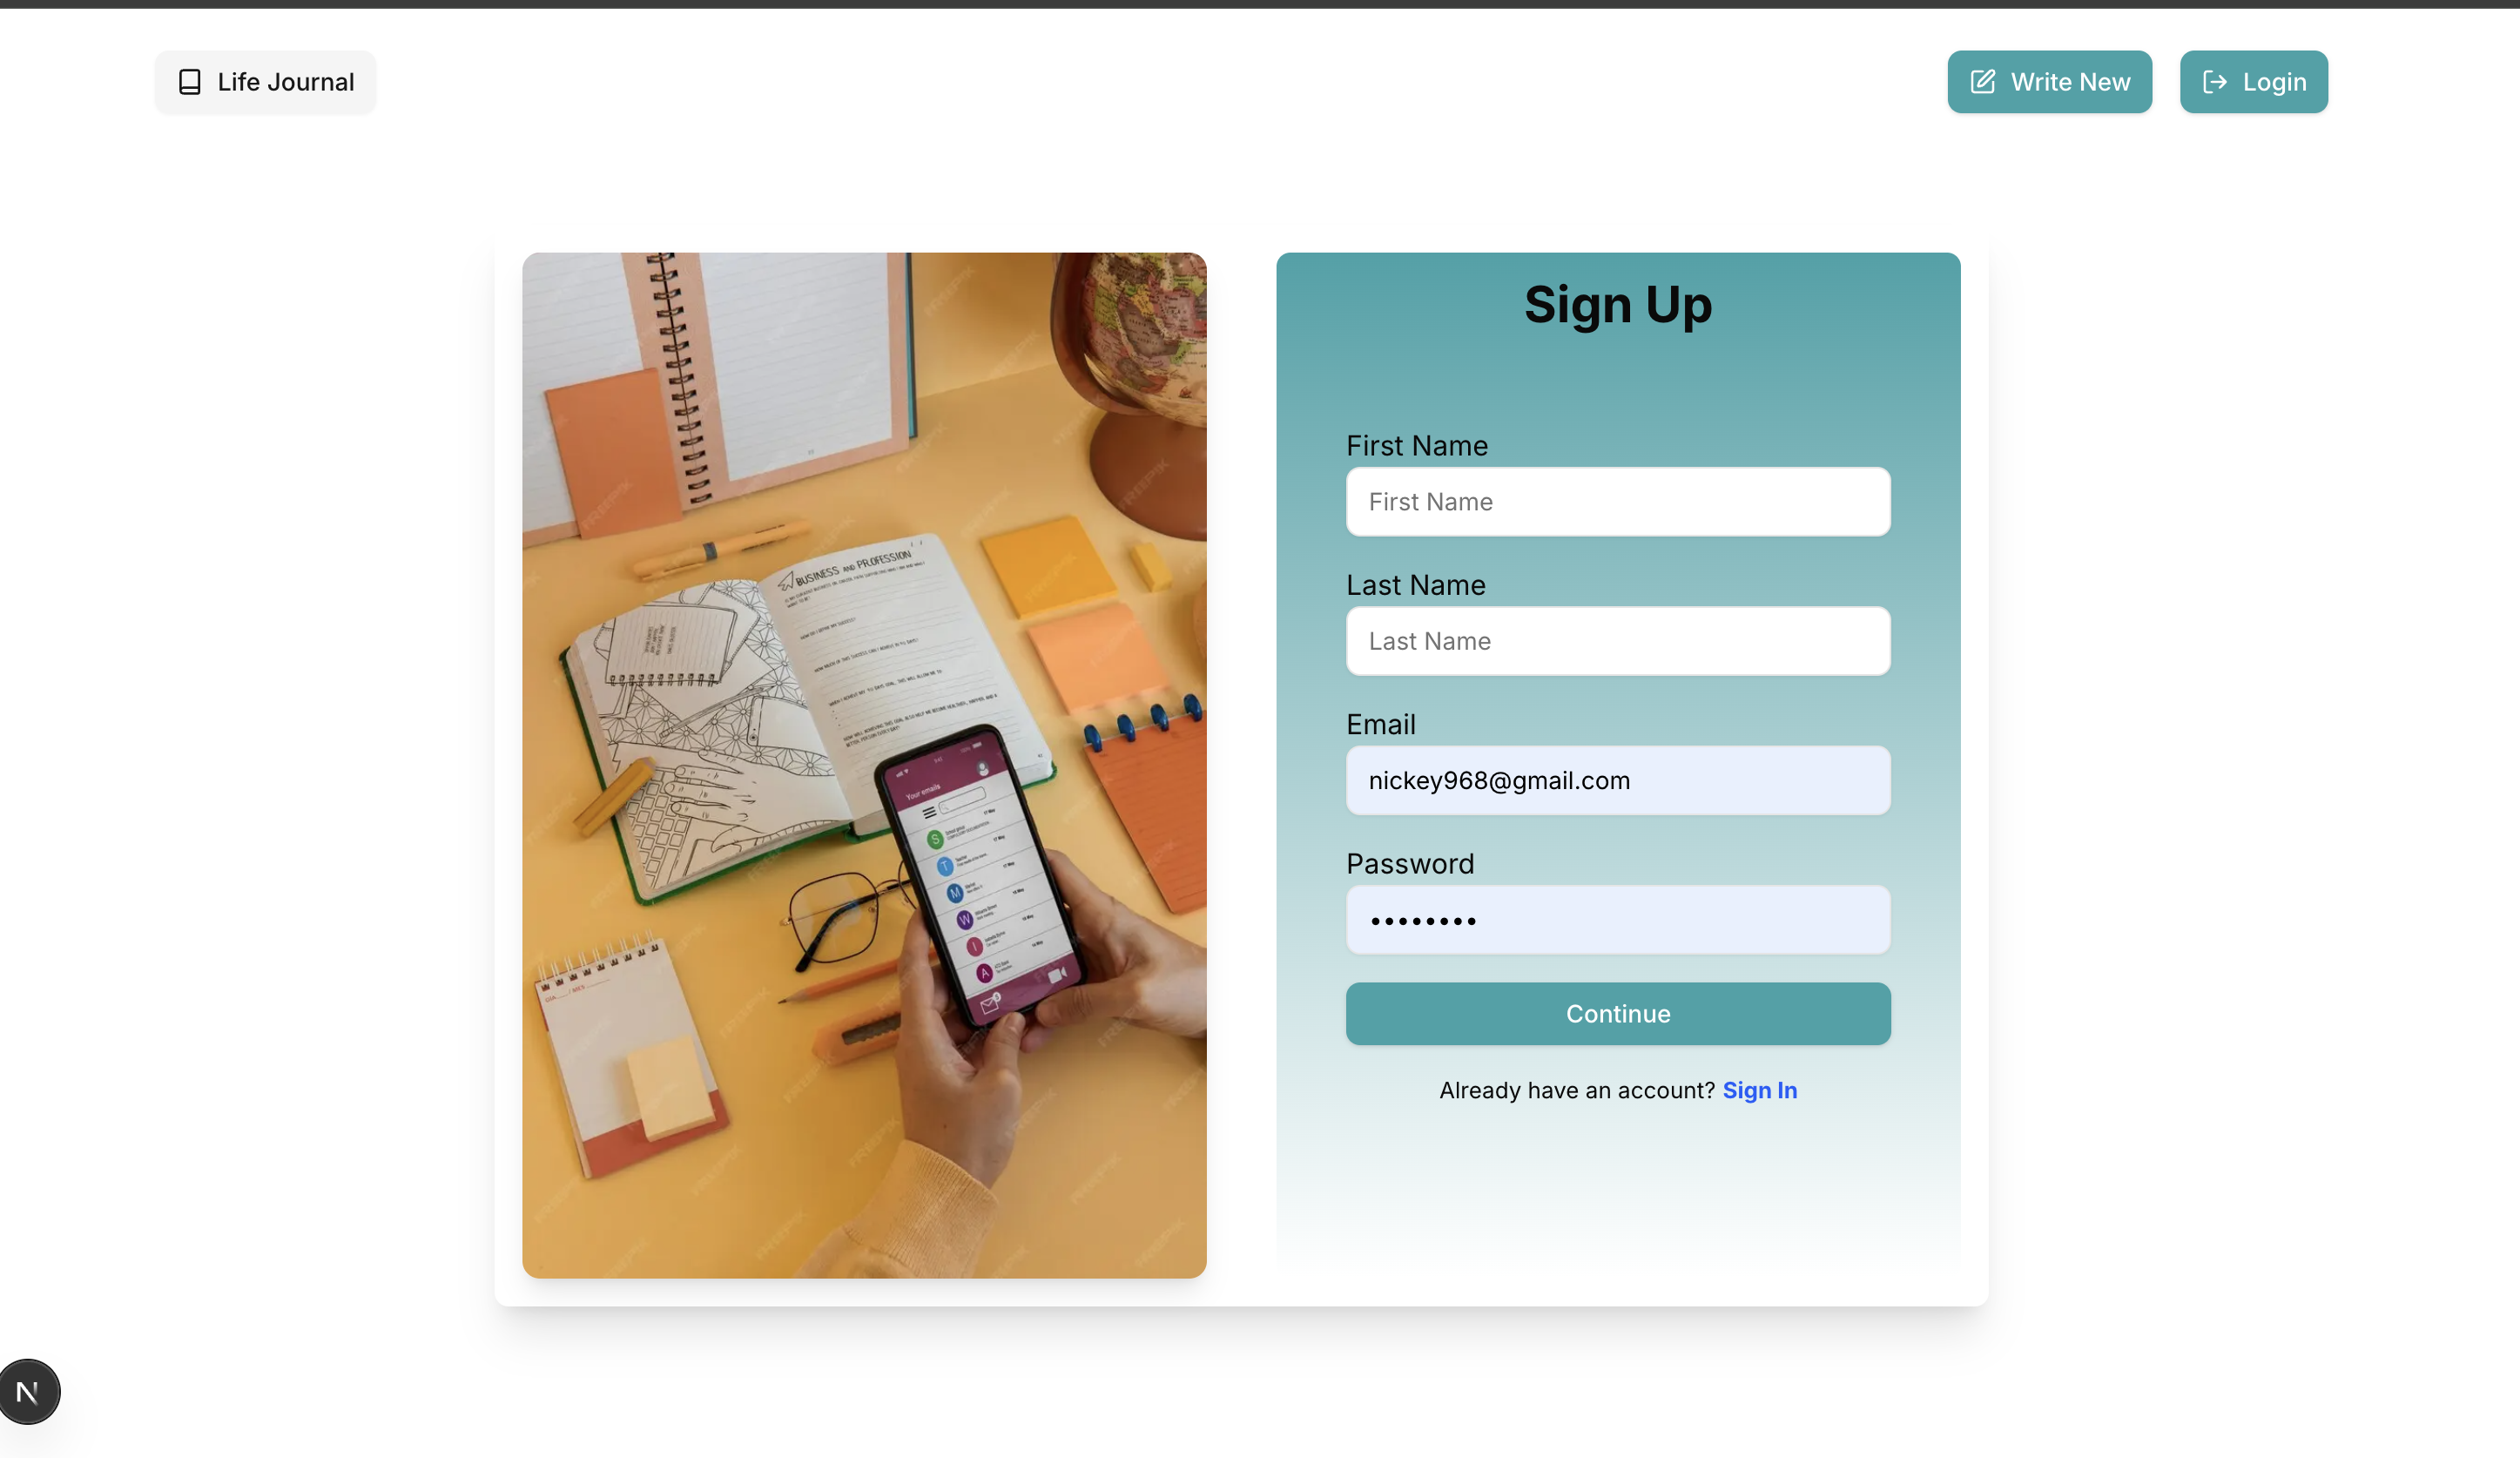 Life Journal
Write New
Login
Sign Up
First Name
First Name
Last Name
Last Name
Email
nickey968@gmail.com
Password
••••••••
Continue
Already have an account? Sign In
BUSINESS AND PROFESSION
Your emails
S
T
M
W
I
A
FREEPIK
N